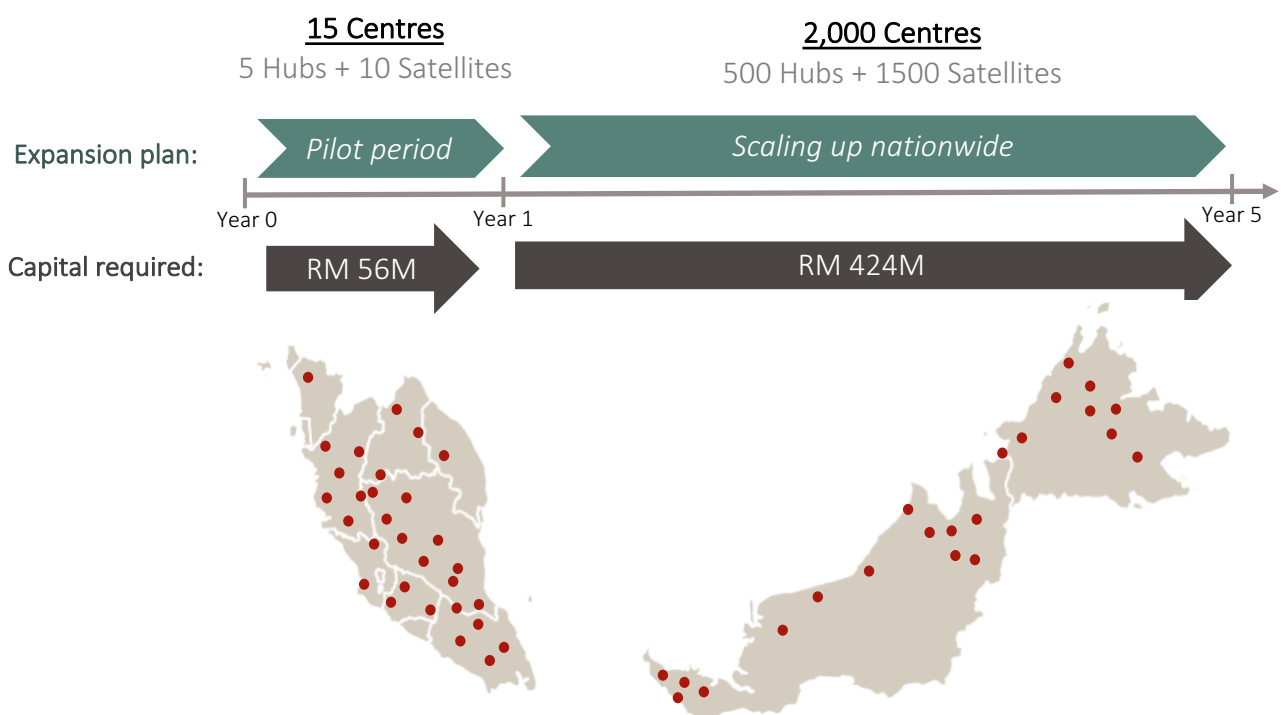 15 Centres
5 Hubs + 10 Satellites
2,000 Centres
500 Hubs + 1500 Satellites
Expansion plan:
Pilot period
Scaling up nationwide
Year 0
Year 1
Year 5
Capital required:
RM 56M
RM 424M